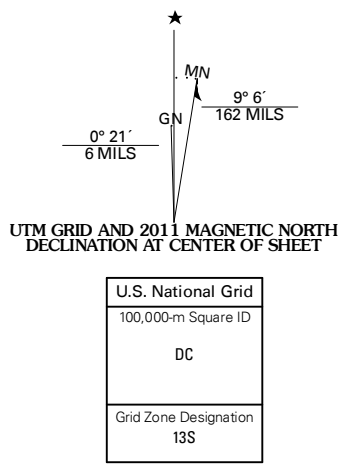 ★
MN
GN
9° 6´
162 MILS
0° 21´
6 MILS
UTM GRID AND 2011 MAGNETIC NORTH
DECLINATION AT CENTER OF SHEET
U.S. National Grid
100,000-m Square ID
DC
Grid Zone Designation
13S